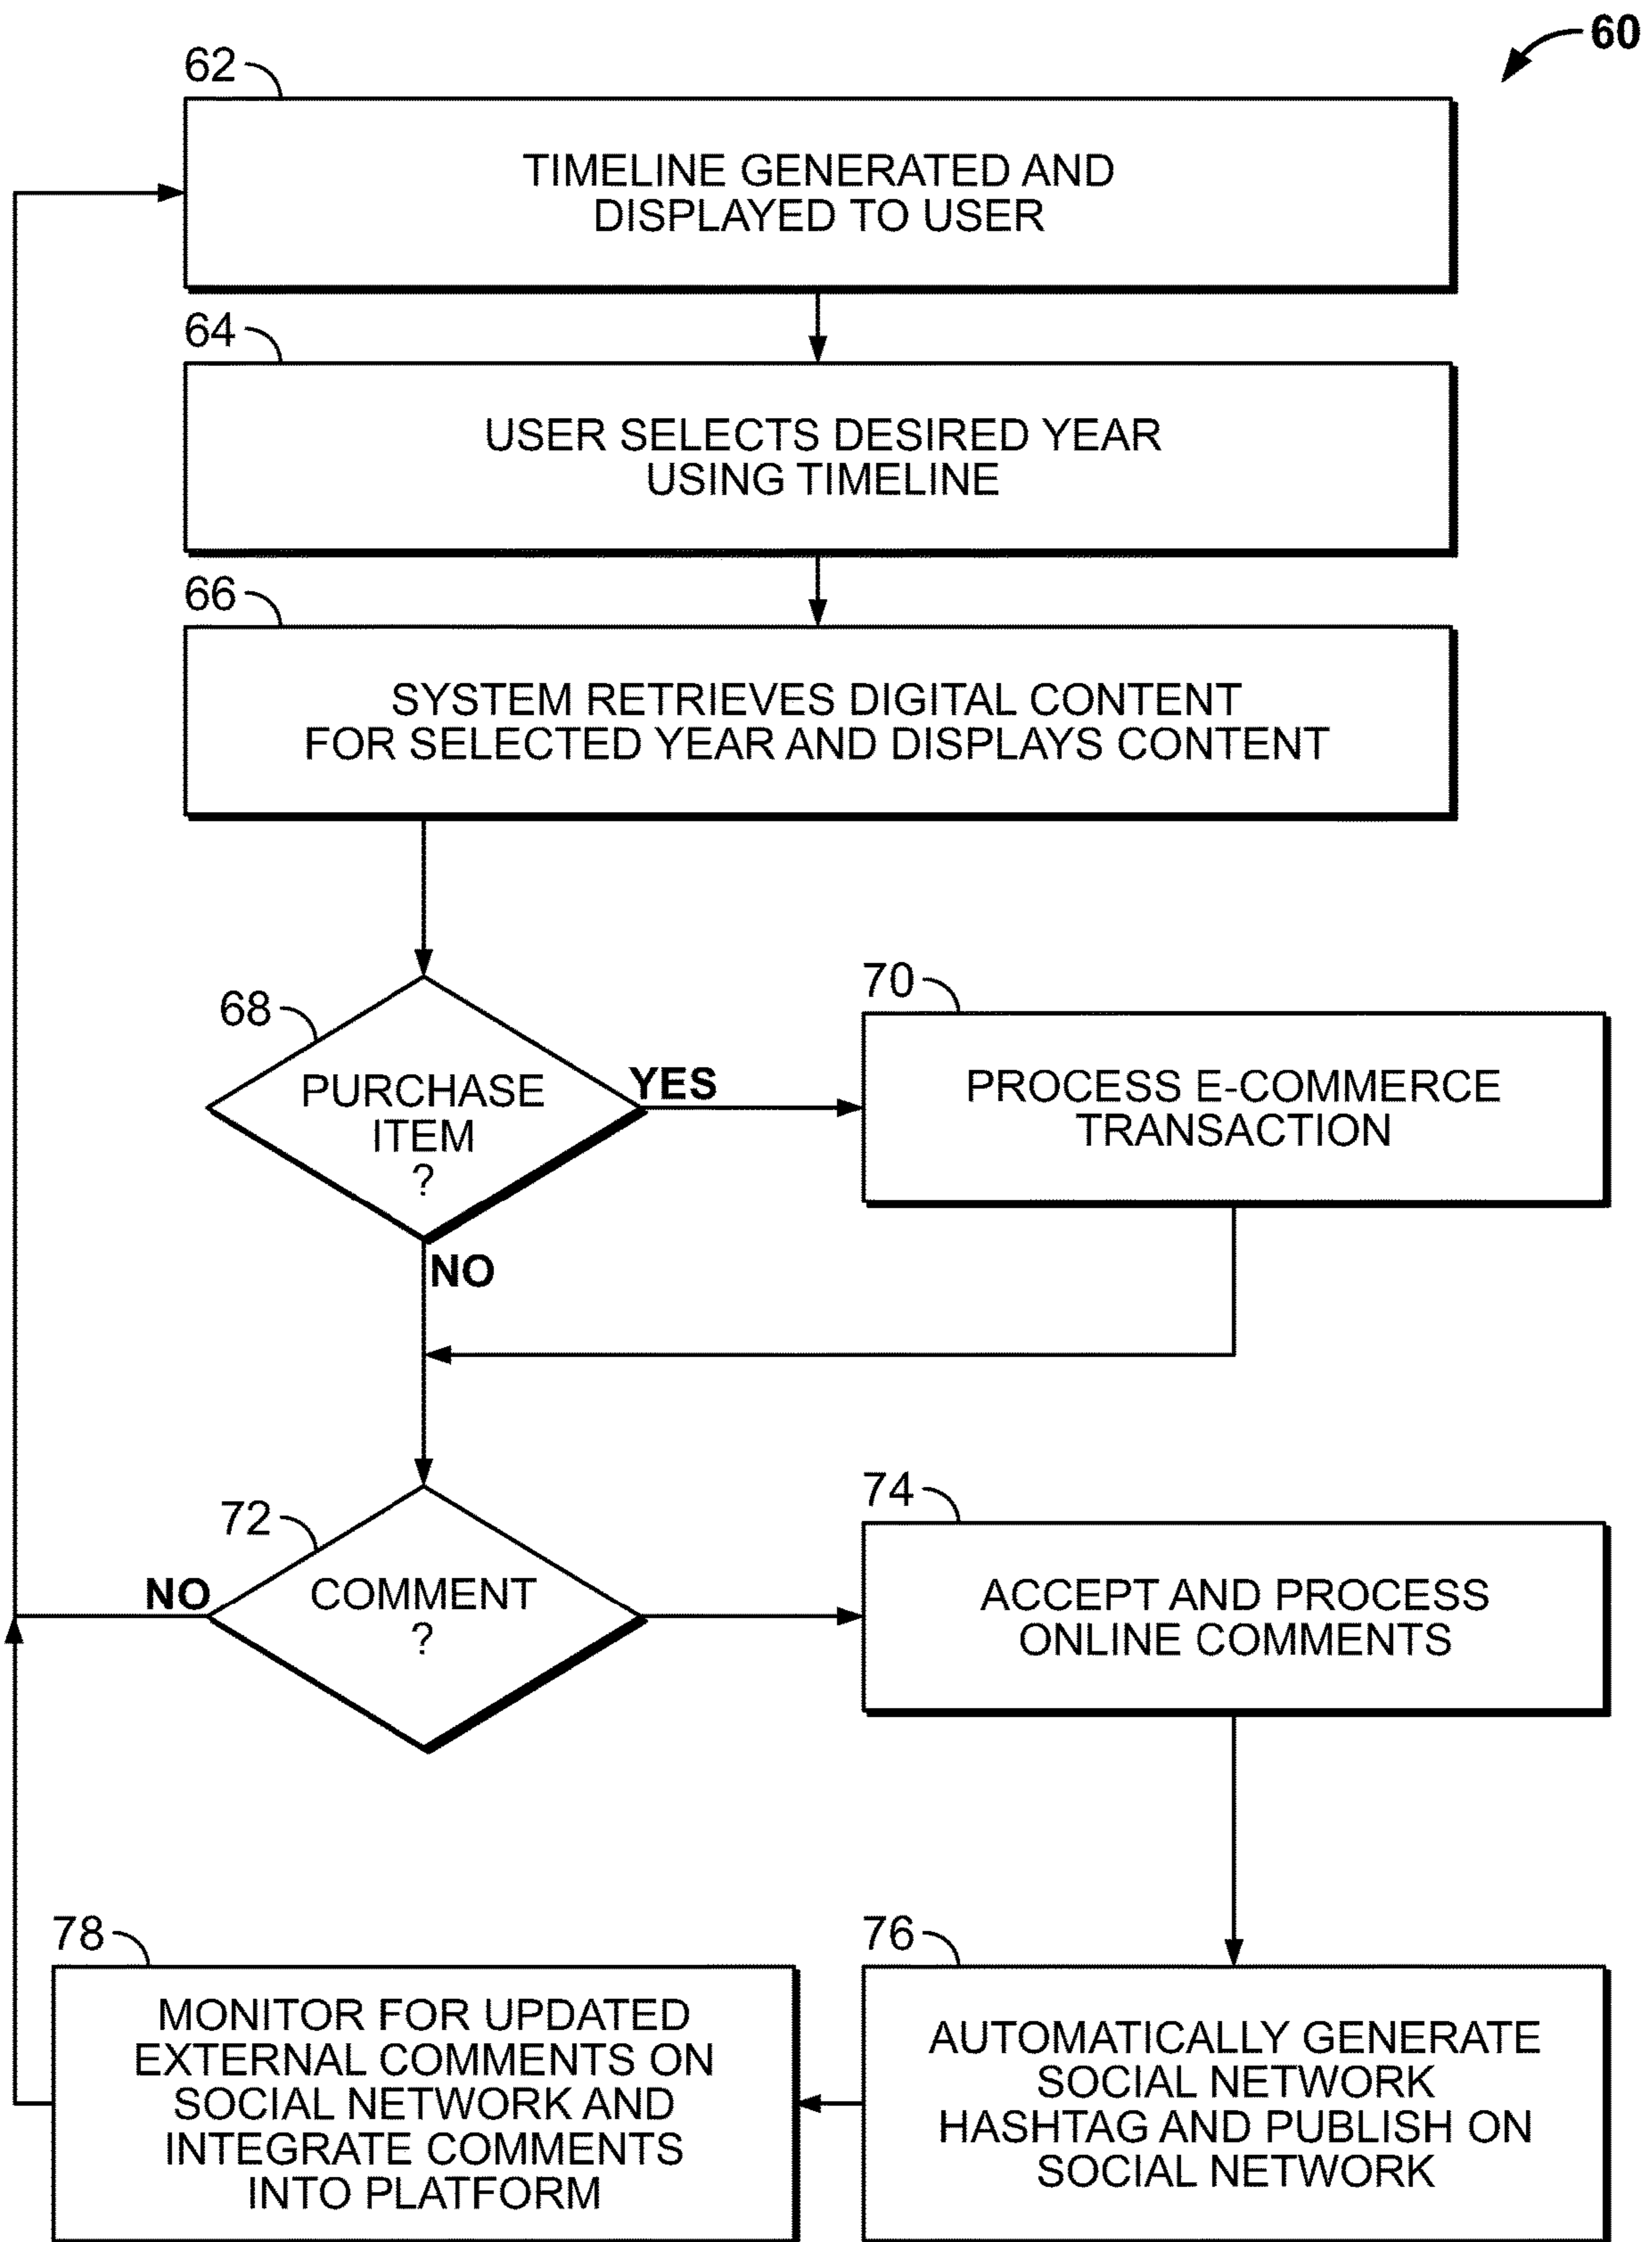 60
62
TIMELINE GENERATED AND
DISPLAYED TO USER
64
USER SELECTS DESIRED YEAR
USING TIMELINE
66
SYSTEM RETRIEVES DIGITAL CONTENT
FOR SELECTED YEAR AND DISPLAYS CONTENT
68
PURCHASE
ITEM
?
YES
NO
70
PROCESS E-COMMERCE
TRANSACTION
72
COMMENT
?
NO
74
ACCEPT AND PROCESS
ONLINE COMMENTS
76
AUTOMATICALLY GENERATE
SOCIAL NETWORK
HASHTAG AND PUBLISH ON
SOCIAL NETWORK
78
MONITOR FOR UPDATED
EXTERNAL COMMENTS ON
SOCIAL NETWORK AND
INTEGRATE COMMENTS
INTO PLATFORM